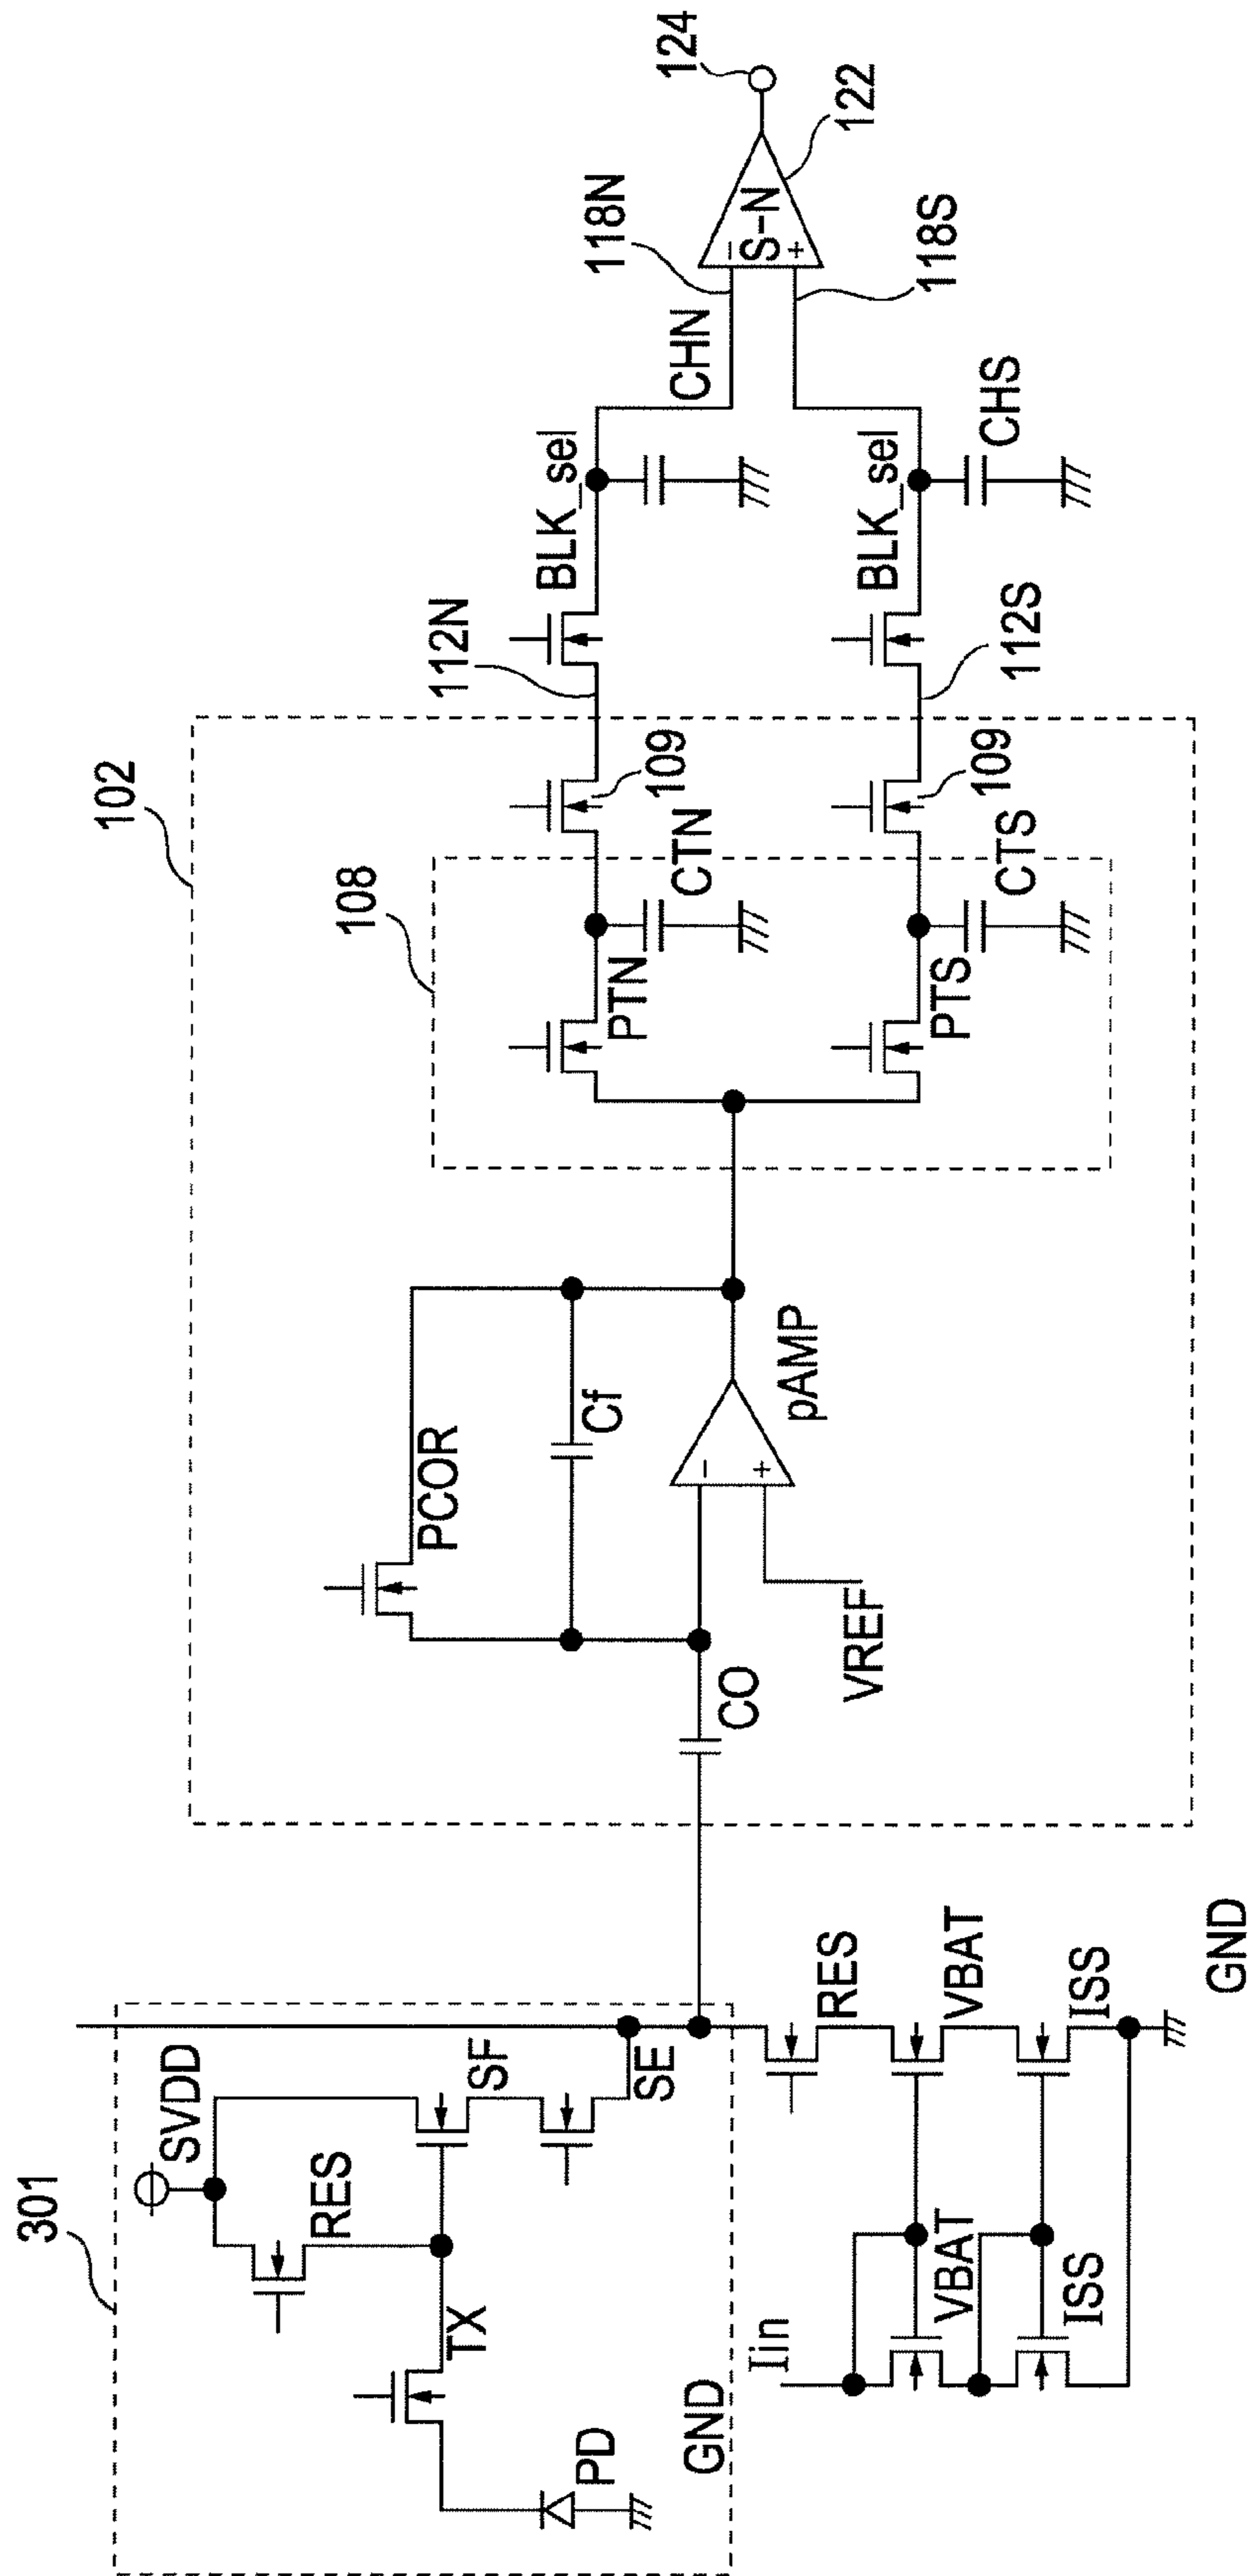 301
SVDD
RES
SF
TX
SE
PD
GND
Iin
VBAT
ISS
RES
VBAT
ISS
GND
102
CO
PCOR
Cf
VREF
pAMP
108
PTN
CTN
PTS
CTS
109
109
112N
BLK_sel
112S
BLK_sel
CHN
CHS
118N
118S
S-N
122
124